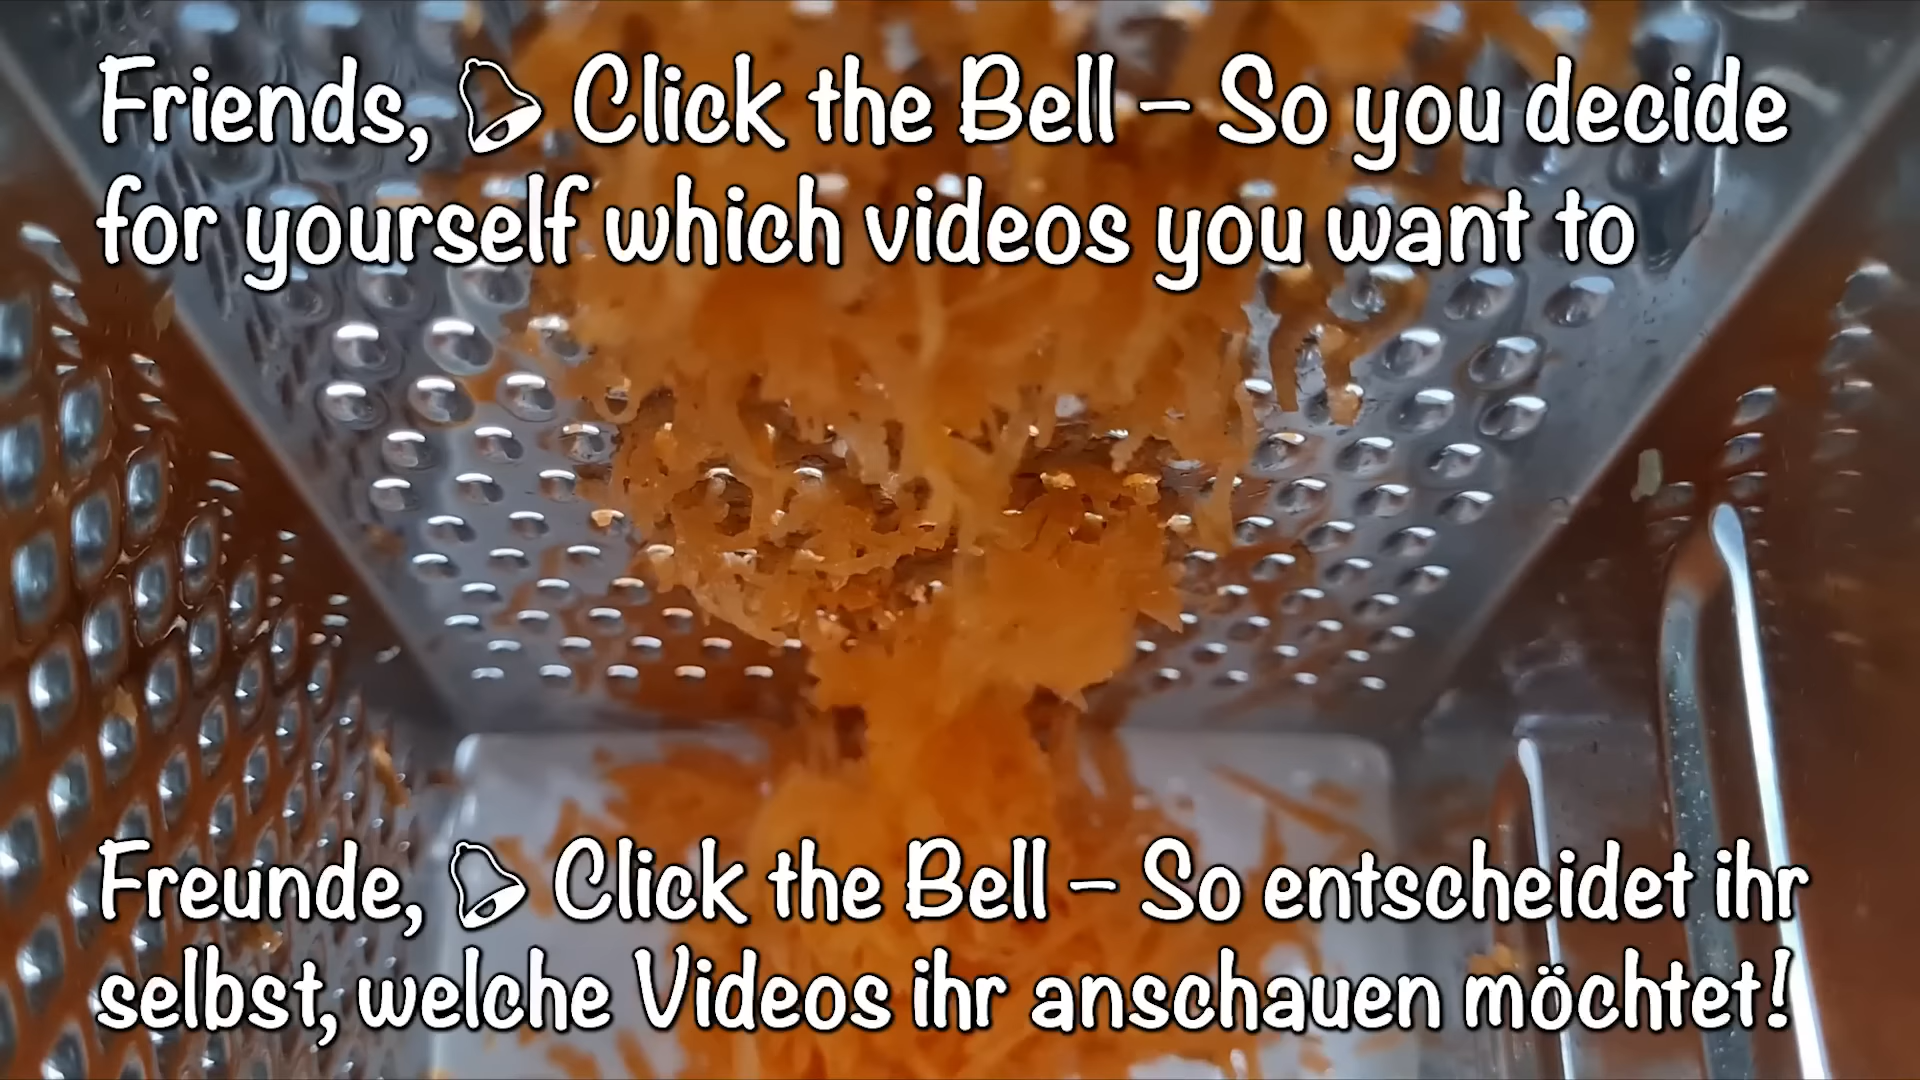 Friends, 🔔 Click the Bell – So you decide
for yourself which videos you want to
Freunde, 🔔 Click the Bell – So entscheidet ihr
selbst, welche Videos ihr anschauen möchtet!